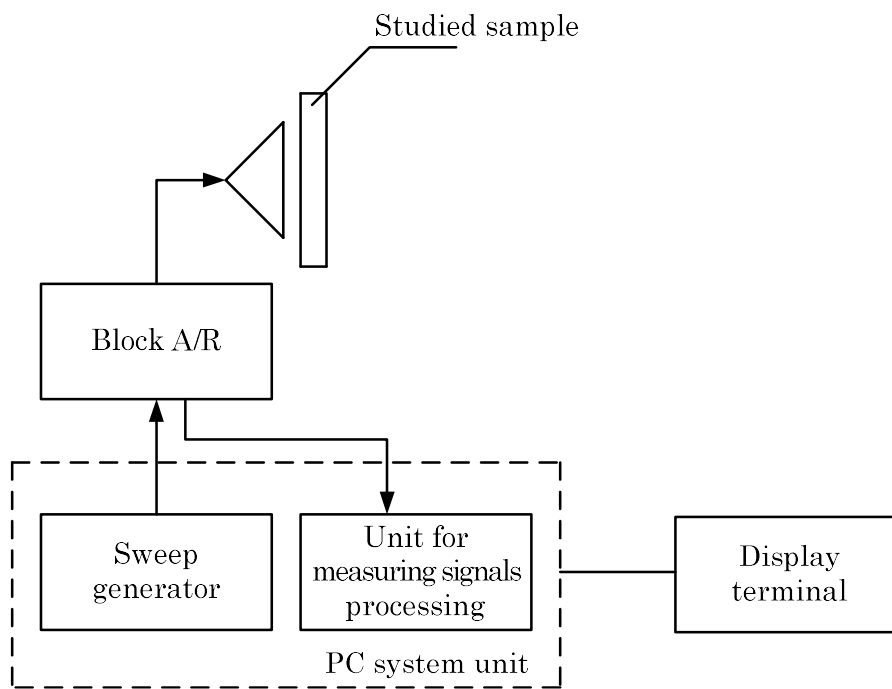 Studied sample
Block A/R
Sweep
generator
Unit for
measuring signals
processing
Display
terminal
PC system unit